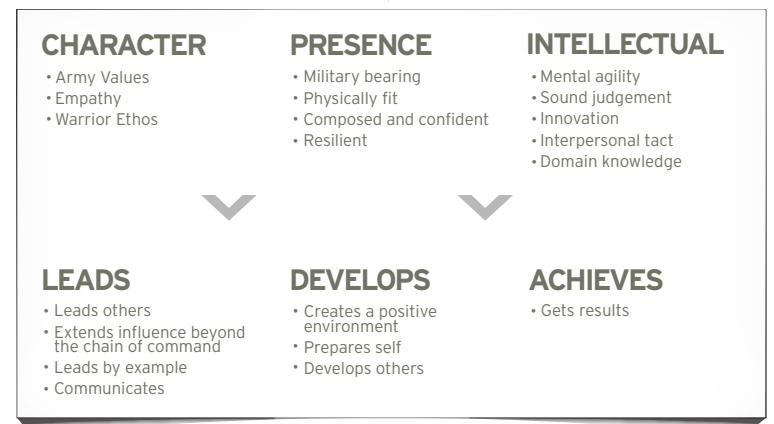 CHARACTER
• Army Values
• Empathy
• Warrior Ethos
PRESENCE
• Military bearing
• Physically fit
• Composed and confident
• Resilient
INTELLECTUAL
• Mental agility
• Sound judgement
• Innovation
• Interpersonal tact
• Domain knowledge
LEADS
• Leads others
• Extends influence beyond
the chain of command
• Leads by example
• Communicates
DEVELOPS
• Creates a positive
environment
• Prepares self
• Develops others
ACHIEVES
• Gets results